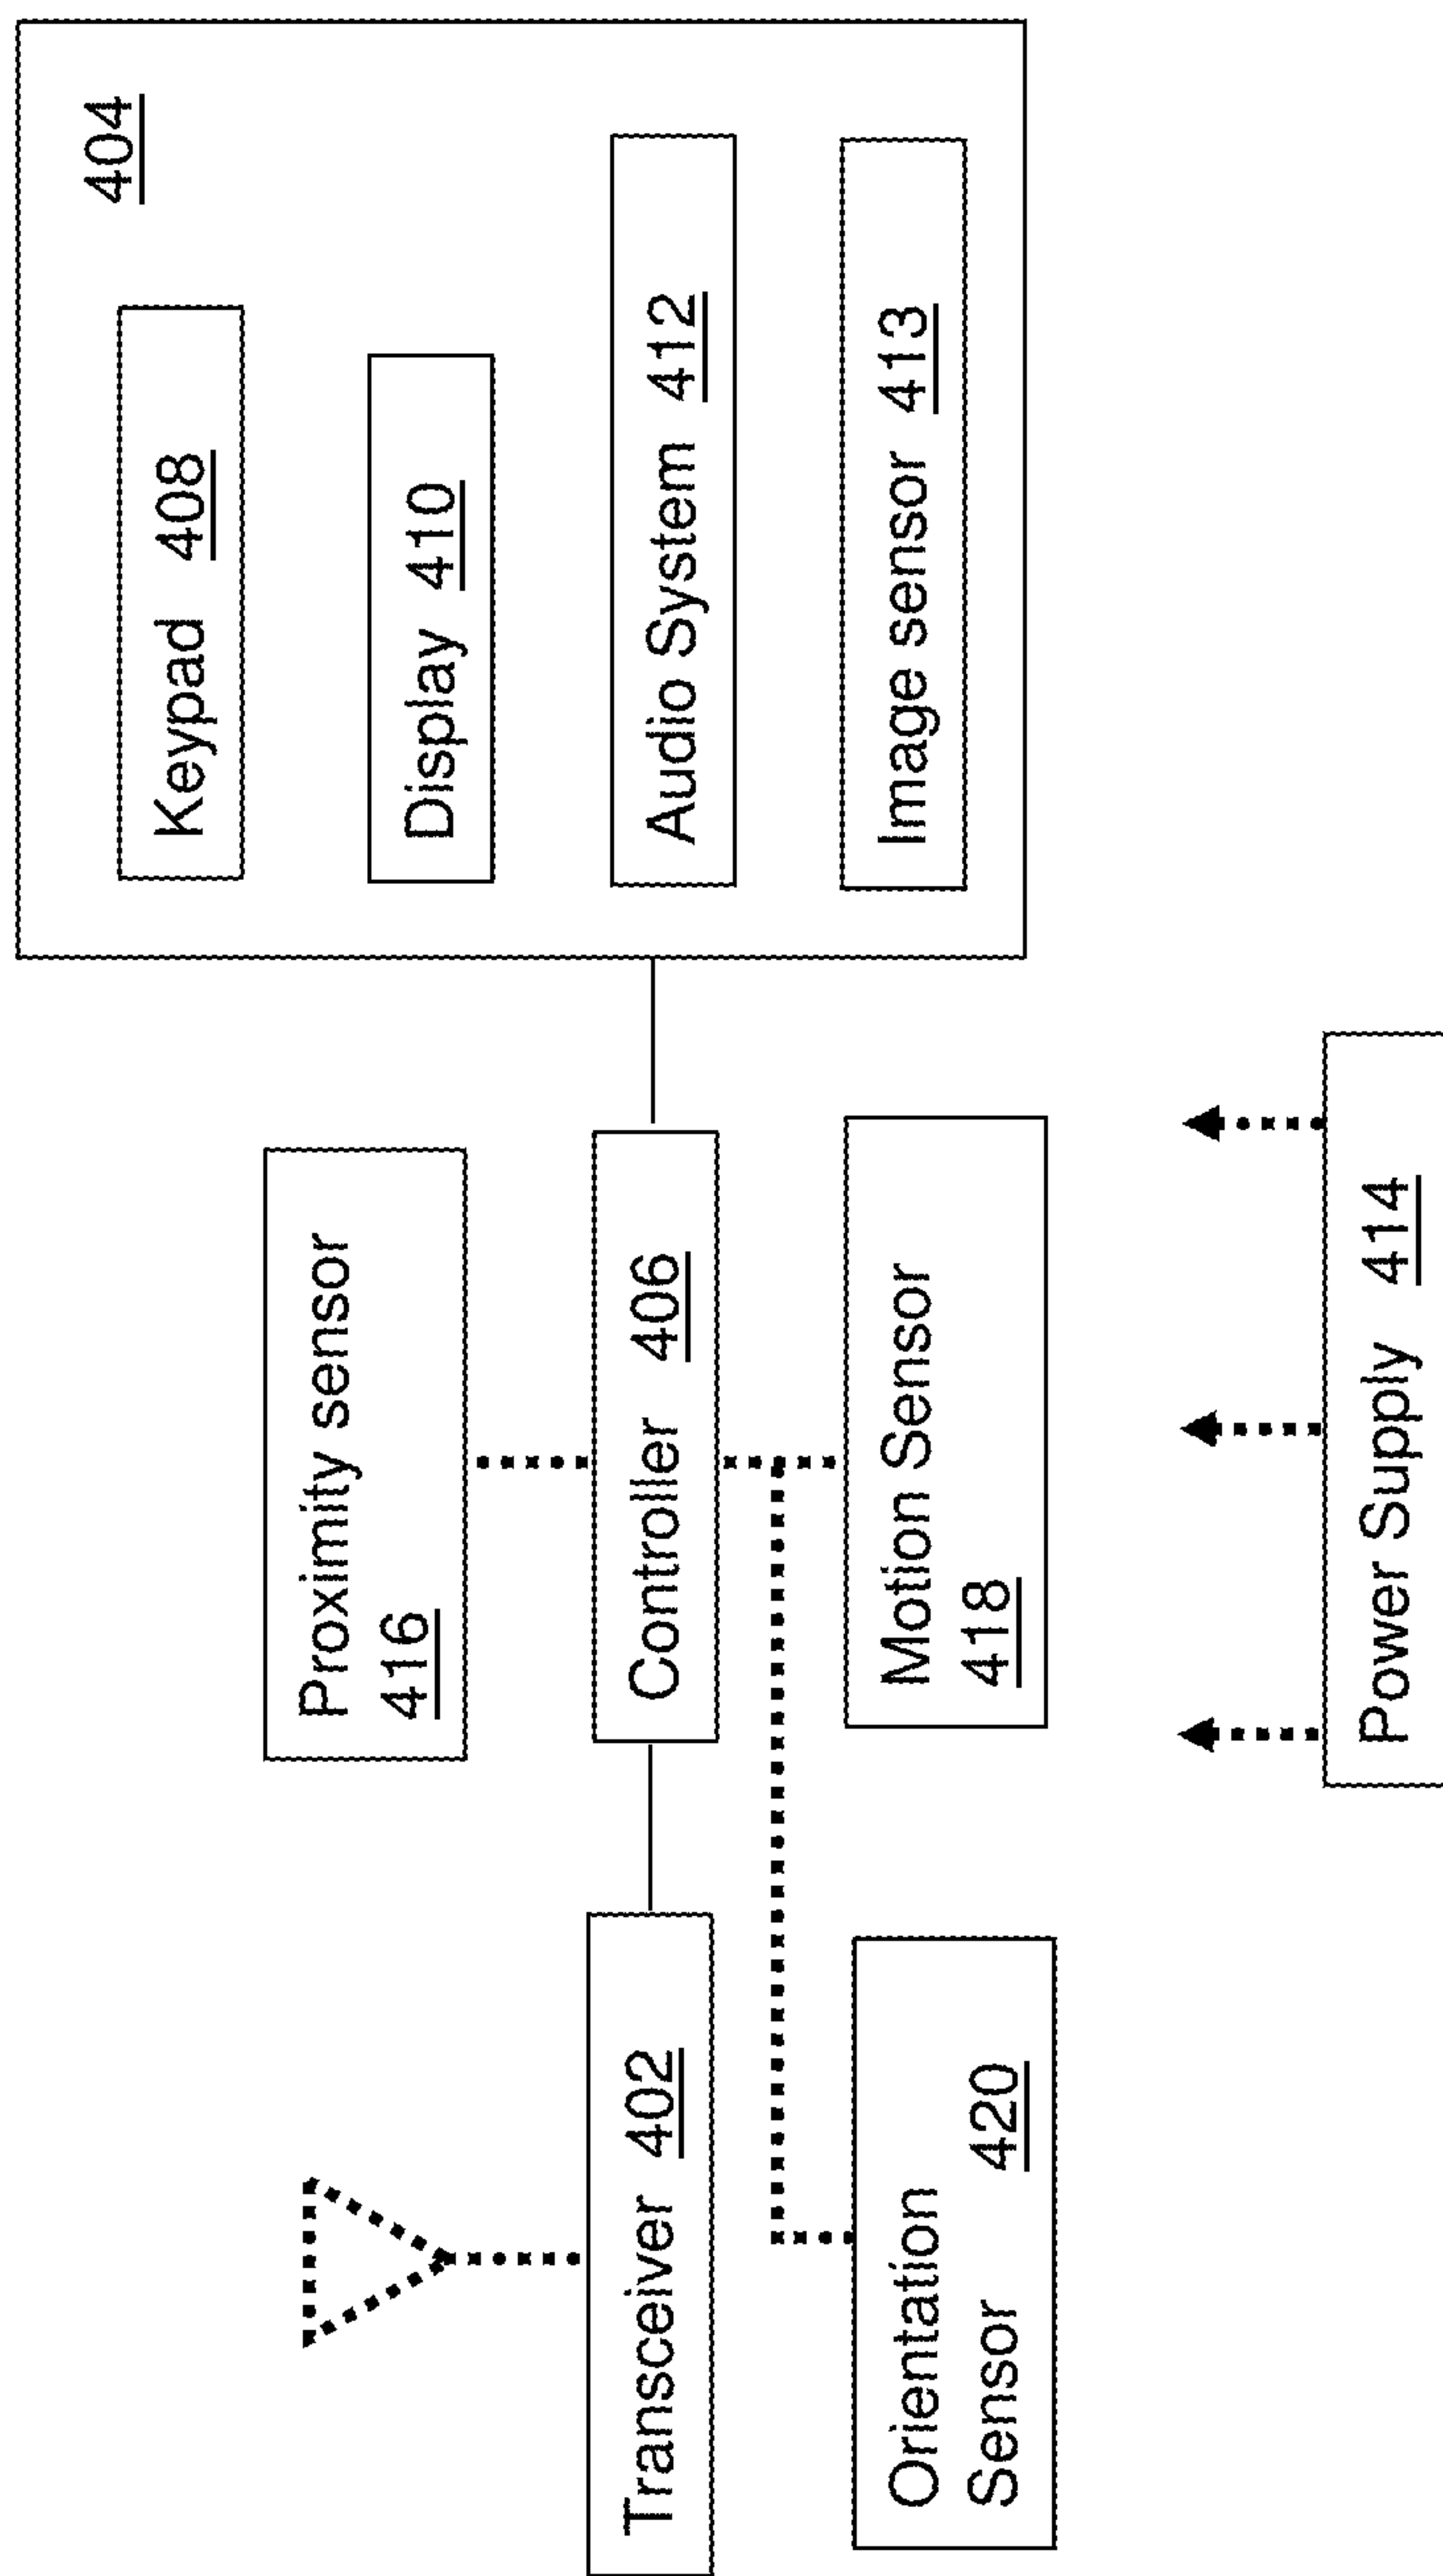 404
Keypad 408
Display 410
Audio System 412
Image sensor 413
Proximity sensor
416
Controller 406
Motion Sensor
418
Transceiver 402
Orientation
Sensor 420
Power Supply 414